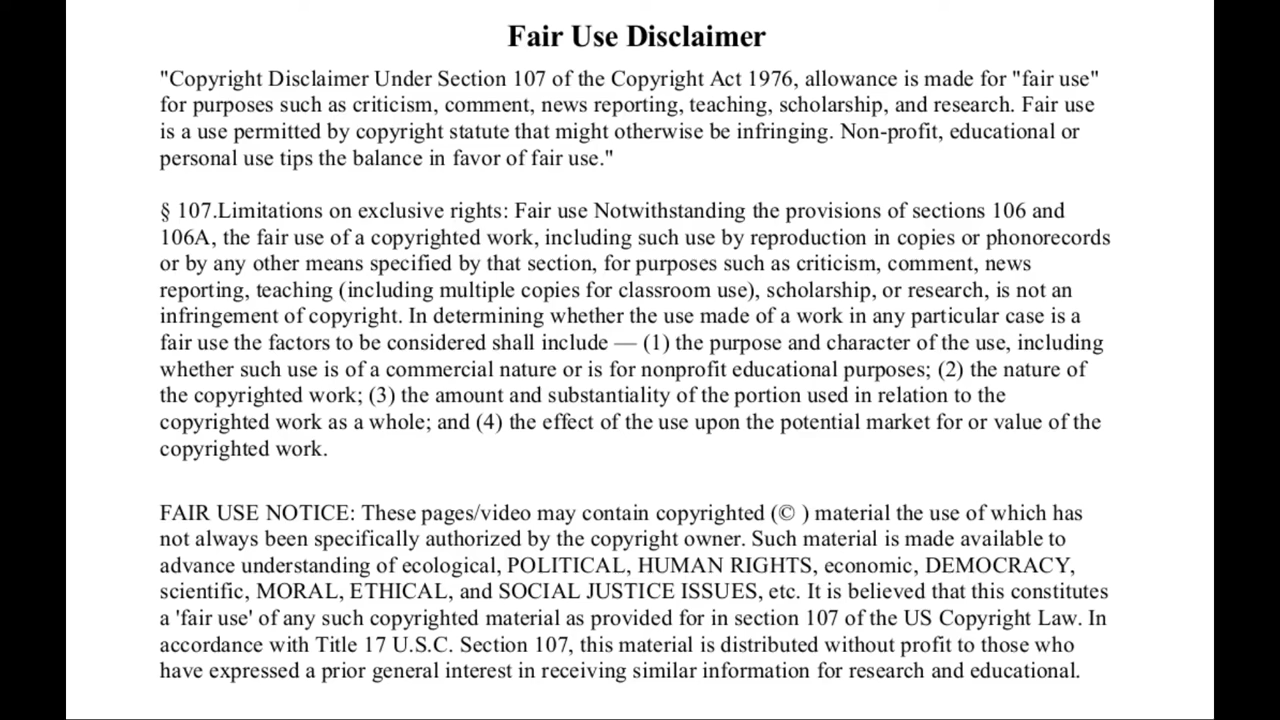 Fair Use Disclaimer
"Copyright Disclaimer Under Section 107 of the Copyright Act 1976, allowance is made for "fair use"
for purposes such as criticism, comment, news reporting, teaching, scholarship, and research. Fair use
is a use permitted by copyright statute that might otherwise be infringing. Non-profit, educational or
personal use tips the balance in favor of fair use."
§ 107.Limitations on exclusive rights: Fair use Notwithstanding the provisions of sections 106 and
106A, the fair use of a copyrighted work, including such use by reproduction in copies or phonorecords
or by any other means specified by that section, for purposes such as criticism, comment, news
reporting, teaching (including multiple copies for classroom use), scholarship, or research, is not an
infringement of copyright. In determining whether the use made of a work in any particular case is a
fair use the factors to be considered shall include — (1) the purpose and character of the use, including
whether such use is of a commercial nature or is for nonprofit educational purposes; (2) the nature of
the copyrighted work; (3) the amount and substantiality of the portion used in relation to the
copyrighted work as a whole; and (4) the effect of the use upon the potential market for or value of the
copyrighted work.
FAIR USE NOTICE: These pages/video may contain copyrighted (© ) material the use of which has
not always been specifically authorized by the copyright owner. Such material is made available to
advance understanding of ecological, POLITICAL, HUMAN RIGHTS, economic, DEMOCRACY,
scientific, MORAL, ETHICAL, and SOCIAL JUSTICE ISSUES, etc. It is believed that this constitutes
a 'fair use' of any such copyrighted material as provided for in section 107 of the US Copyright Law. In
accordance with Title 17 U.S.C. Section 107, this material is distributed without profit to those who
have expressed a prior general interest in receiving similar information for research and educational.